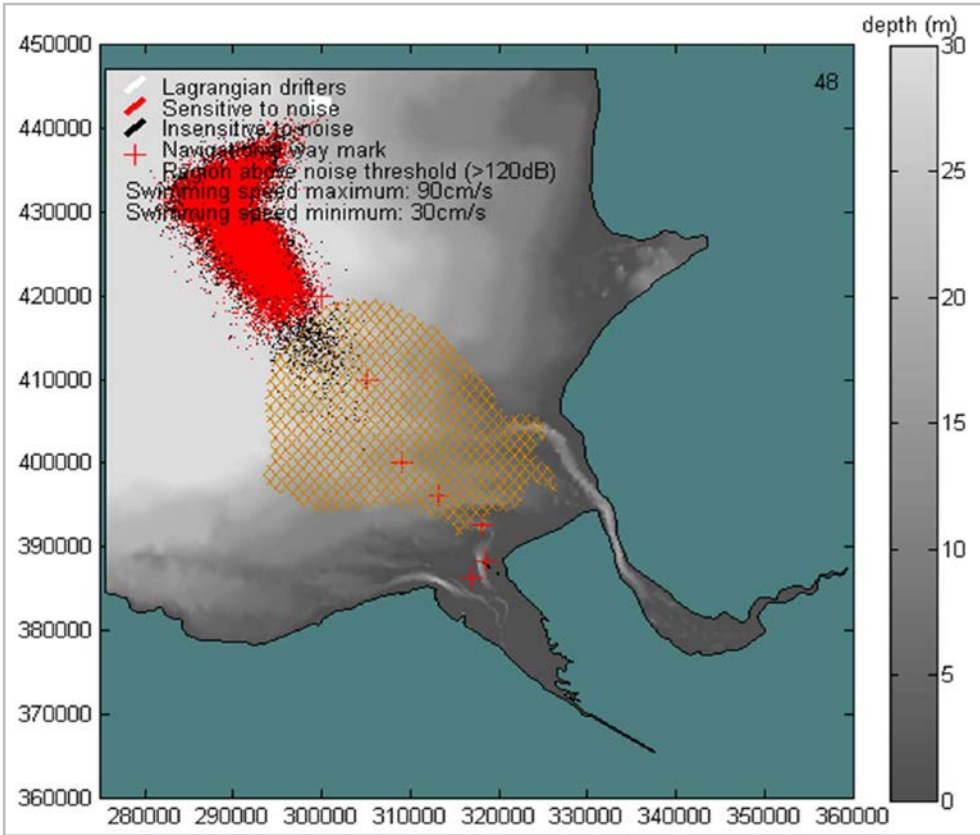 depth (m)
450000
440000
430000
420000
410000
400000
390000
380000
370000
360000
48
Lagrangian drifters
Sensitive to noise
Insensitive to noise
Navigational way mark
Region above noise threshold (>120dB)
Swimming speed maximum: 90cm/s
Swimming speed minimum: 30cm/s
30
25
20
15
10
5
0
280000 290000 300000 310000 320000 330000 340000 350000 360000